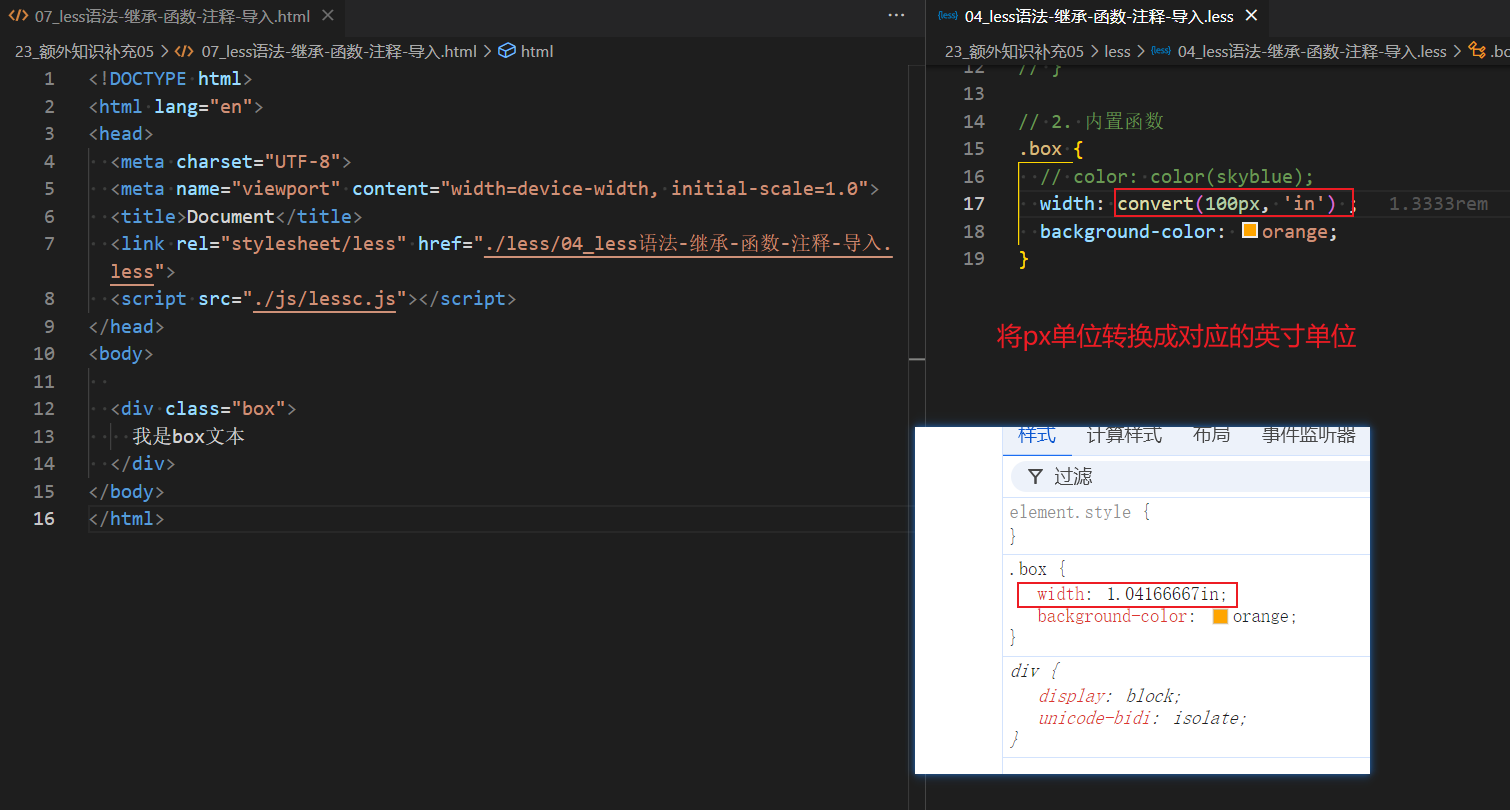 07_less语法-继承-函数-注释-导入.html
23_额外知识补充05 > 07_less语法-继承-函数-注释-导入.html > html
1 <!DOCTYPE html>
2 <html lang="en">
3 <head>
4 <meta charset="UTF-8">
5 <meta name="viewport" content="width=device-width, initial-scale=1.0">
6 <title>Document</title>
7 <link rel="stylesheet/less" href="./less/04_less语法-继承-函数-注释-导入.
less">
8 <script src="./js/lessc.js"></script>
9 </head>
10 <body>
11
12 <div class="box">
13 我是box文本
14 </div>
15 </body>
16 </html>
{less} 04_less语法-继承-函数-注释-导入.less
23_额外知识补充05 > less > {less} 04_less语法-继承-函数-注释-导入.less > .bo
12 // }
13
14 // 2. 内置函数
15 .box {
16 // color: color(skyblue);
17 width: convert(100px, 'in') ; 1.3333rem
18 background-color: orange;
19 }
将px单位转换成对应的英寸单位
样式 计算样式 布局 事件监听器
过滤
element.style {
}
.box {
width: 1.04166667in;
background-color: orange;
}
div {
display: block;
unicode-bidi: isolate;
}